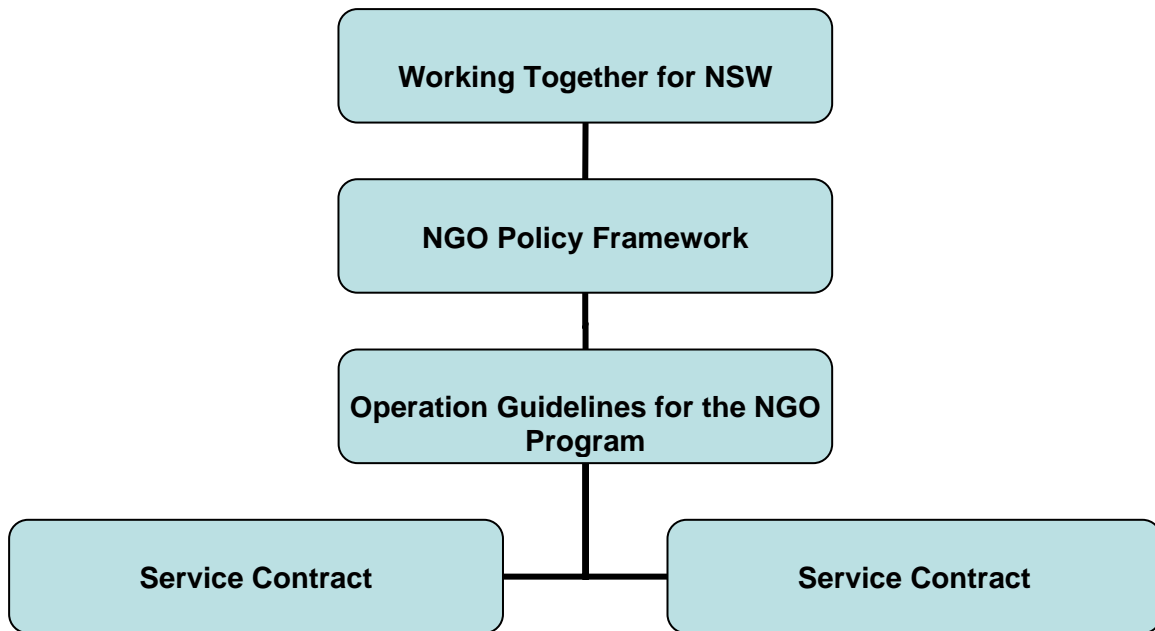 Working Together for NSW
NGO Policy Framework
Operation Guidelines for the NGO
Program
Service Contract
Service Contract